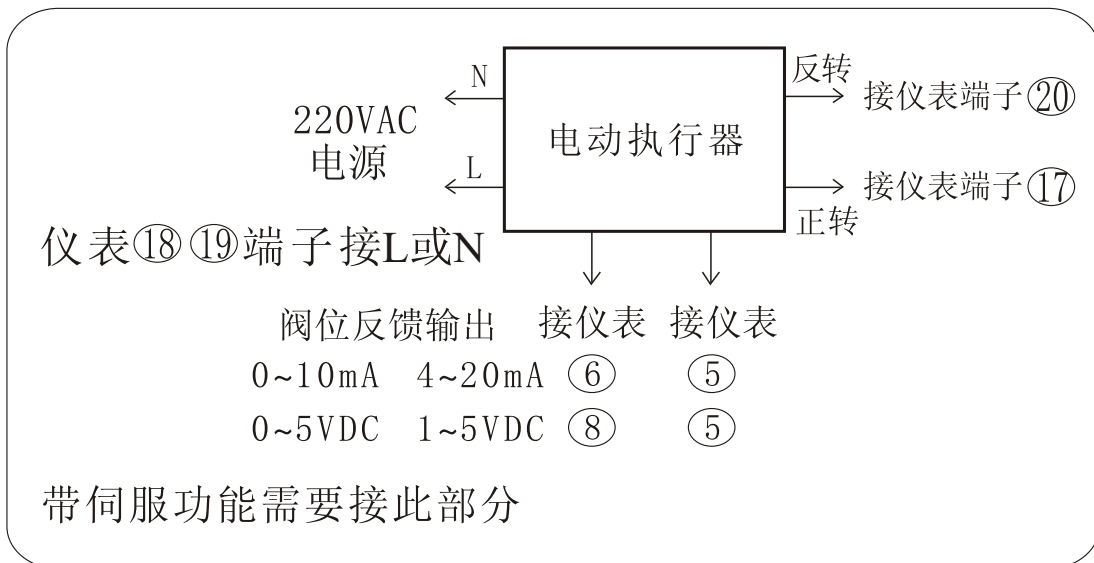 N
反转
接仪表端子⑳
220VAC
电源
电动执行器
L
接仪表端子⑰
正转
仪表⑱⑲端子接L或N
阀位反馈输出 接仪表 接仪表
0~10mA 4~20mA ⑥ ⑤
0~5VDC 1~5VDC ⑧ ⑤
带伺服功能需要接此部分